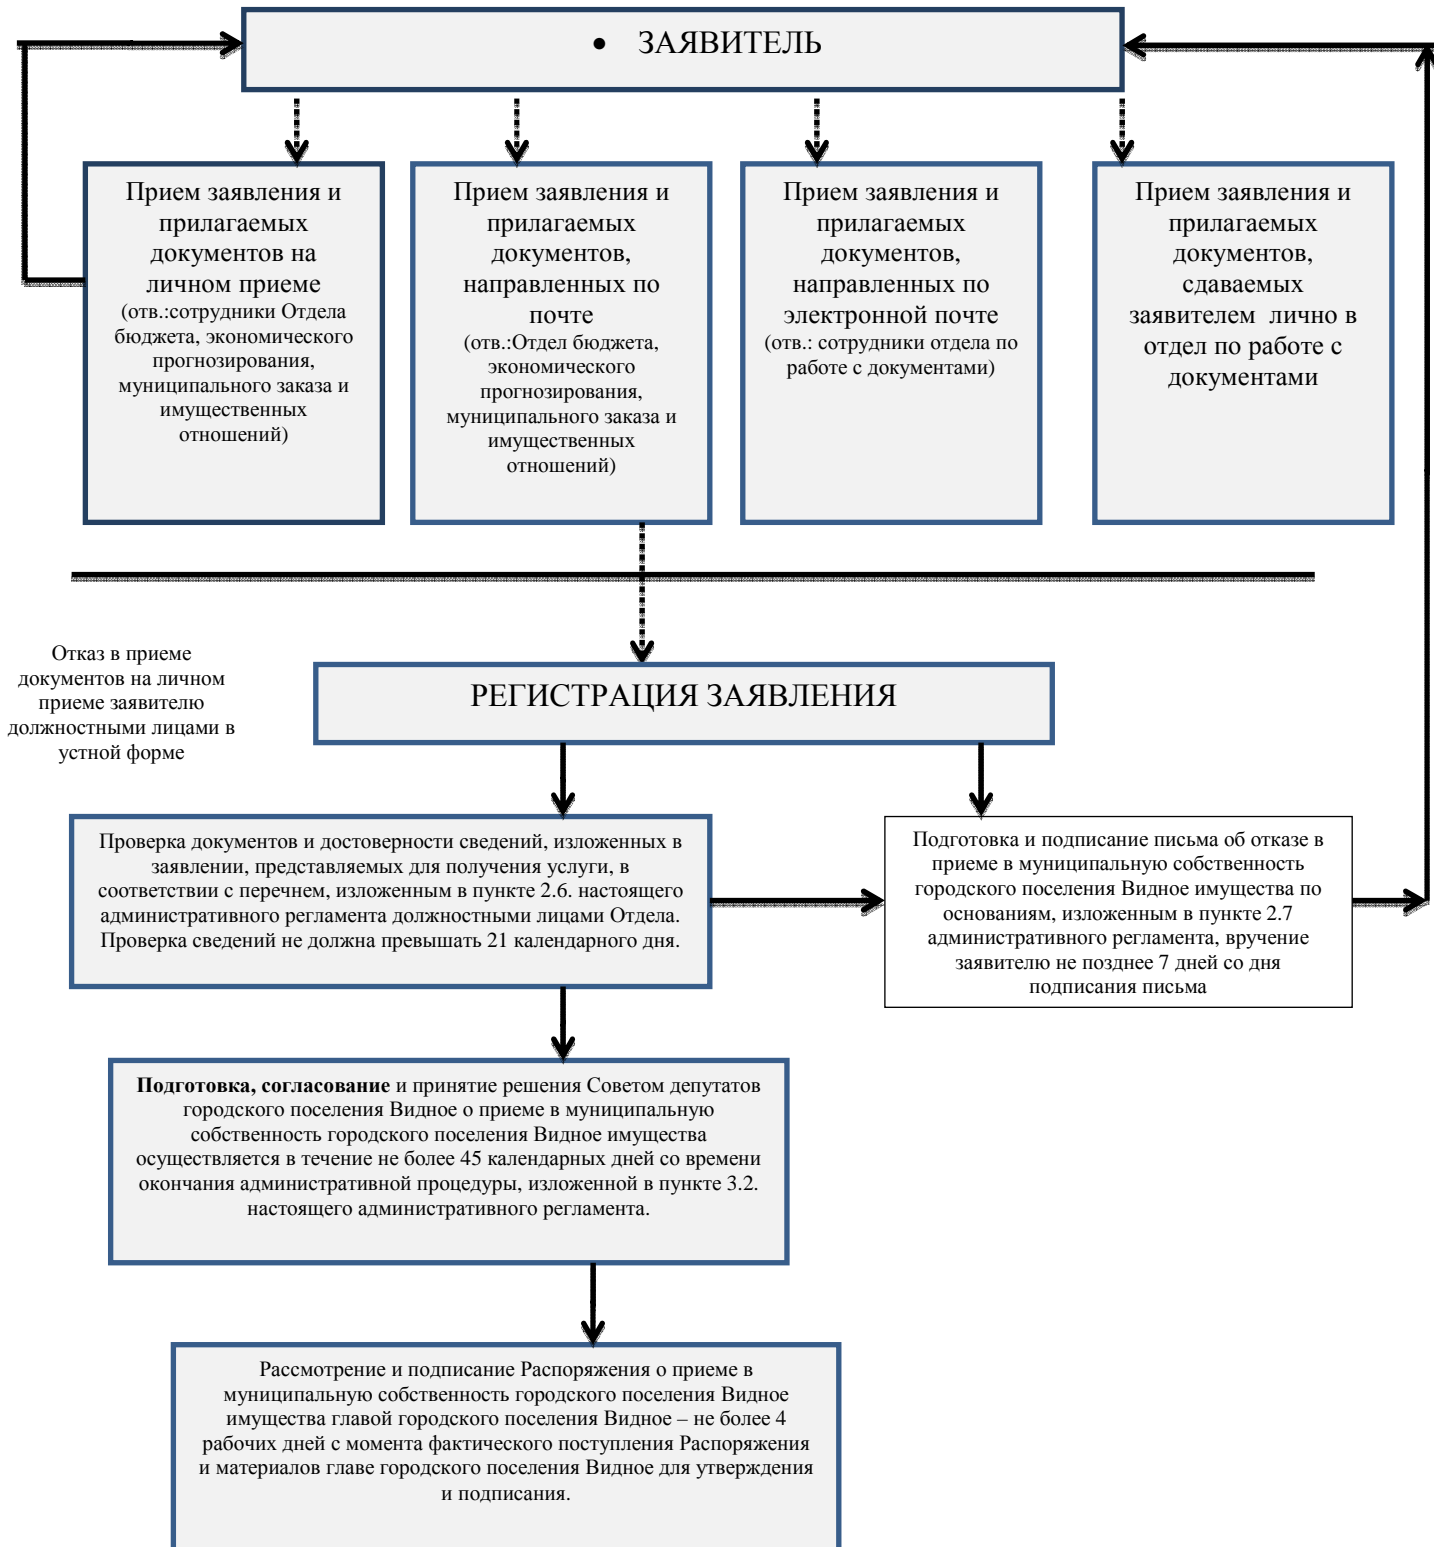 • ЗАЯВИТЕЛЬ
Прием заявления и
прилагаемых
документов на
личном приеме
(отв.:сотрудники Отдела
бюджета, экономического
прогнозирования,
муниципального заказа и
имущественных
отношений)
Прием заявления и
прилагаемых
документов,
направленных по
почте
(отв.:Отдел бюджета,
экономического
прогнозирования,
муниципального заказа и
имущественных
отношений)
Прием заявления и
прилагаемых
документов,
направленных по
электронной почте
(отв.: сотрудники отдела по
работе с документами)
Прием заявления и
прилагаемых
документов,
сдаваемых
заявителем лично в
отдел по работе с
документами
Отказ в приеме
документов на личном
приеме заявителю
должностными лицами в
устной форме
РЕГИСТРАЦИЯ ЗАЯВЛЕНИЯ
Проверка документов и достоверности сведений, изложенных в
заявлении, представляемых для получения услуги, в
соответствии с перечнем, изложенным в пункте 2.6. настоящего
административного регламента должностными лицами Отдела.
Проверка сведений не должна превышать 21 календарного дня.
Подготовка и подписание письма об отказе в
приеме в муниципальную собственность
городского поселения Видное имущества по
основаниям, изложенным в пункте 2.7
административного регламента, вручение
заявителю не позднее 7 дней со дня
подписания письма
Подготовка, согласование и принятие решения Советом депутатов
городского поселения Видное о приеме в муниципальную
собственность городского поселения Видное имущества
осуществляется в течение не более 45 календарных дней со времени
окончания административной процедуры, изложенной в пункте 3.2.
настоящего административного регламента.
Рассмотрение и подписание Распоряжения о приеме в
муниципальную собственность городского поселения Видное
имущества главой городского поселения Видное – не более 4
рабочих дней с момента фактического поступления Распоряжения
и материалов главе городского поселения Видное для утверждения
и подписания.